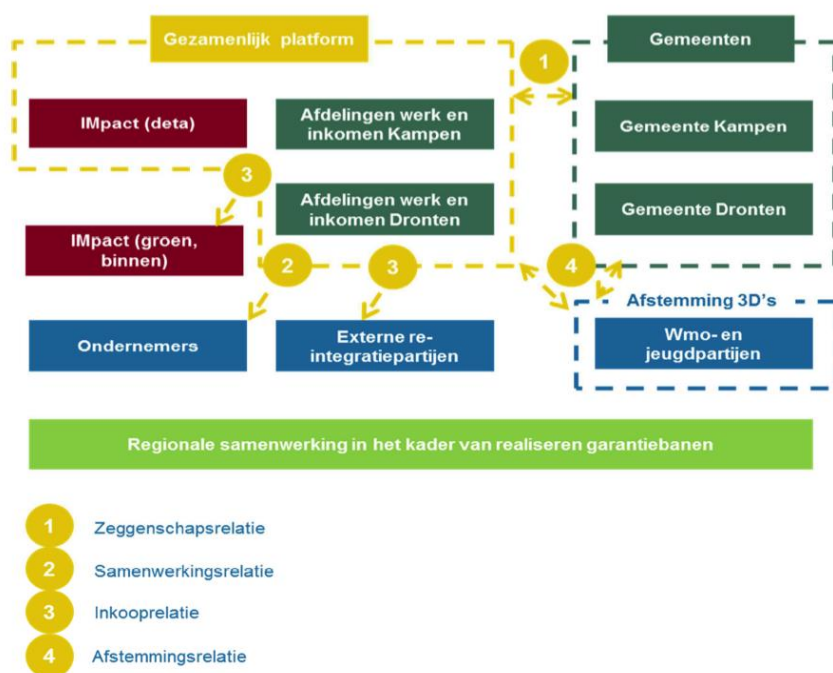 Gezamenlijk platform
1
Gemeenten
IMpact (deta)
Afdelingen werk en
inkomen Kampen
Gemeente Kampen
3
Afdelingen werk en
inkomen Dronten
Gemeente Dronten
IMpact (groen,
binnen)
2
3
4
Afstemming 3D's
Ondernemers
Externe re-
integratiepartijen
Wmo- en
jeugdpartijen
Regionale samenwerking in het kader van realiseren garantiebanen
1 Zeggenschapsrelatie
2 Samenwerkingsrelatie
3 Inkooprelatie
4 Afstemmingsrelatie